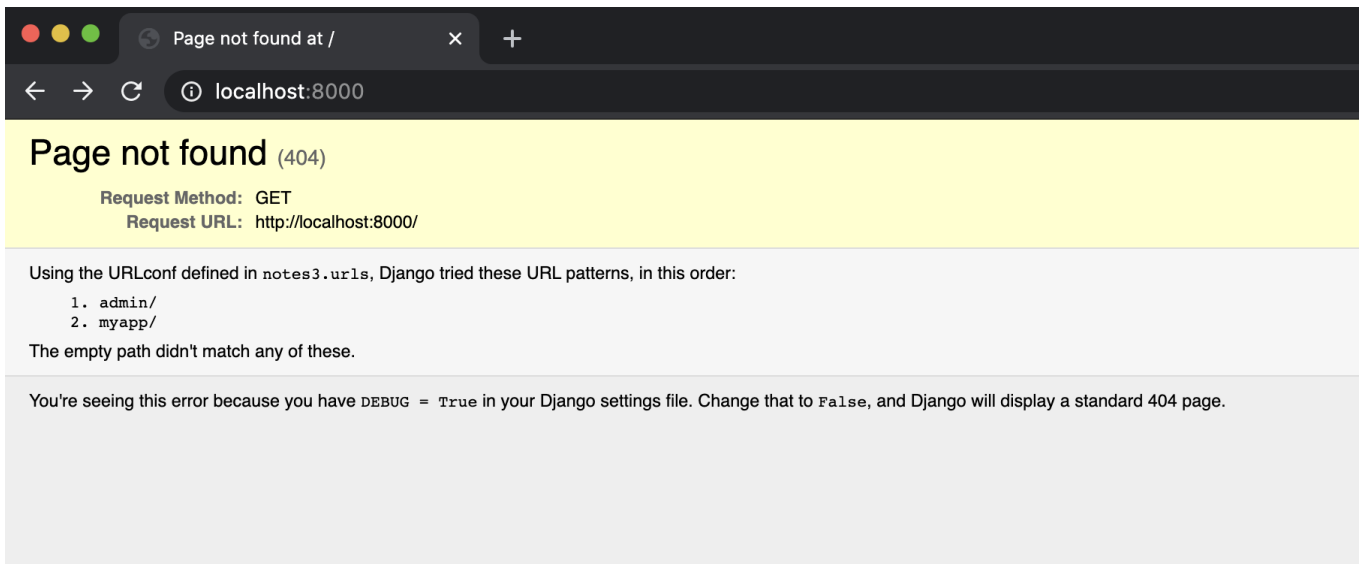 Page not found at /
localhost:8000
Page not found (404)
Request Method: GET
Request URL: http://localhost:8000/
Using the URLconf defined in notes3.urls, Django tried these URL patterns, in this order:
1. admin/
2. myapp/
The empty path didn't match any of these.
You're seeing this error because you have DEBUG = True in your Django settings file. Change that to False, and Django will display a standard 404 page.